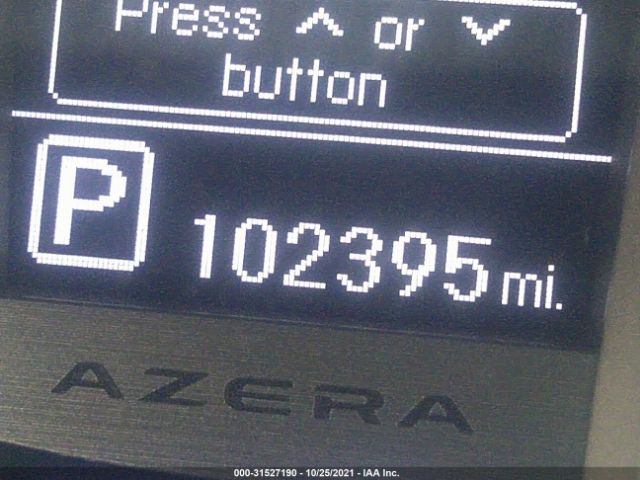 Press ^ or v
button
P
102395 mi.
AZERA
000-31527190 - 10/25/2021 - IAA Inc.